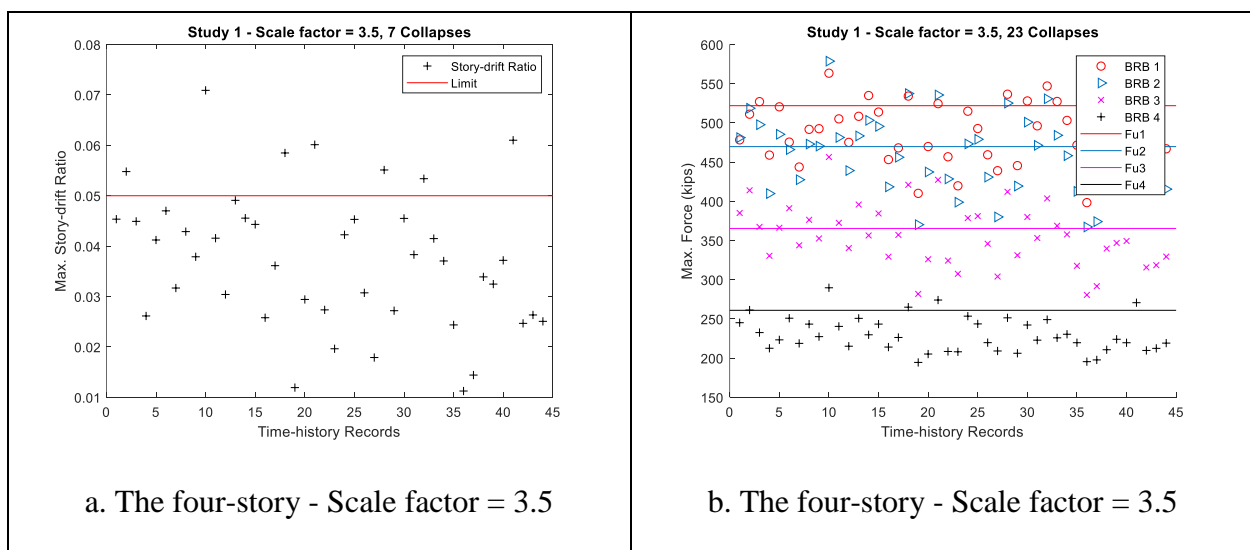 Study 1 - Scale factor = 3.5, 7 Collapses
0.08
0.07
0.06
0.05
0.04
0.03
0.02
0.01
Max. Story-drift Ratio
Story-drift Ratio
Limit
0 5 10 15 20 25 30 35 40 45
Time-history Records
a. The four-story - Scale factor = 3.5
Study 1 - Scale factor = 3.5, 23 Collapses
600
550
500
450
400
350
300
250
200
150
Max. Force (kips)
BRB 1
BRB 2
BRB 3
BRB 4
Fu1
Fu2
Fu3
Fu4
0 5 10 15 20 25 30 35 40 45
Time-history Records
b. The four-story - Scale factor = 3.5